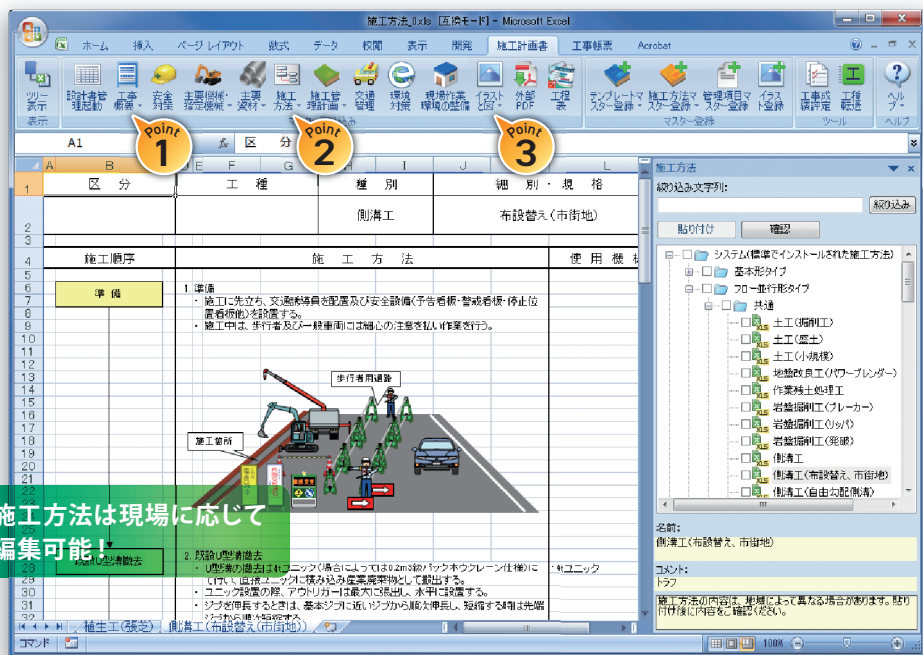 施工方法_0.xls [互換モード] - Microsoft Excel
ホーム 挿入 ページ レイアウト 数式 データ 校閲 表示 開発 施工計画書 工事帳票 Acrobat
ツリー表示 設計書管理起動 工事概要 安全対策 主要機械・指定機械 主要資材 施工方法 施工管理計画 交通管理 環境対策 現場作業環境の整備 イラストと図 外部PDF 工程表 テンプレートマスター登録 施工方法マスター登録 管理項目マスター登録 イラスト登録 工事成績評定 工種転送 ヘルプ
表示 マスター登録 ツール ヘルプ
Point 1
Point 2
Point 3
A1 fx 区 分
A B D E F G H I J L
区 分 工 種 種 別 細 別 ・ 規 格
側溝工 布設替え(市街地)
施工順序 施 工 方 法 使 用 機
準 備
1. 準備
・ 施工に先立ち、交通誘導員を配置及び安全設備(予告看板・警戒看板・停止位
置看板他)を設置する。
・ 施工中は、歩行者及び一般車両には細心の注意を払い作業を行う。
歩行者用通路
施工箇所
施工方法は現場に応じて
編集可能!
既設U型溝撤去
2. 既設U型溝撤去
・ U型溝の撤去は4tユニック(場合によっては0.2m3級バックホウクレーン仕様)に
て行い、直接ユニックに積み込み産業廃棄物として搬出する。
・ ユニック設置の際、アウトリガーは最大に張出し、水平に設置する。
・ ジブを伸長するときは、基本ジブに近いジブから順次伸長し、短縮する時は先端
ジブから順次短縮する
・4tユニック
植生工(張芝) 側溝工(布設替え(市街地))
コマンド 100%
施工方法
絞り込み文字列:
絞り込み
貼り付け 確認
システム(標準でインストールされた施工方法)
基本形タイプ
フロー並行形タイプ
共通
土工(掘削工)
土工(盛土)
土工(小規模)
地盤改良工(パワーブレンダー)
作業残土処理工
岩盤掘削工(ブレーカー)
岩盤掘削工(リッパ)
岩盤掘削工(発破)
側溝工
側溝工(布設替え、市街地)
側溝工(自由勾配側溝)
名前:
側溝工(布設替え、市街地)
コメント:
トラフ
施工方法の内容は、地域によって異なる場合があります。貼り
付け後に内容をご確認ください。